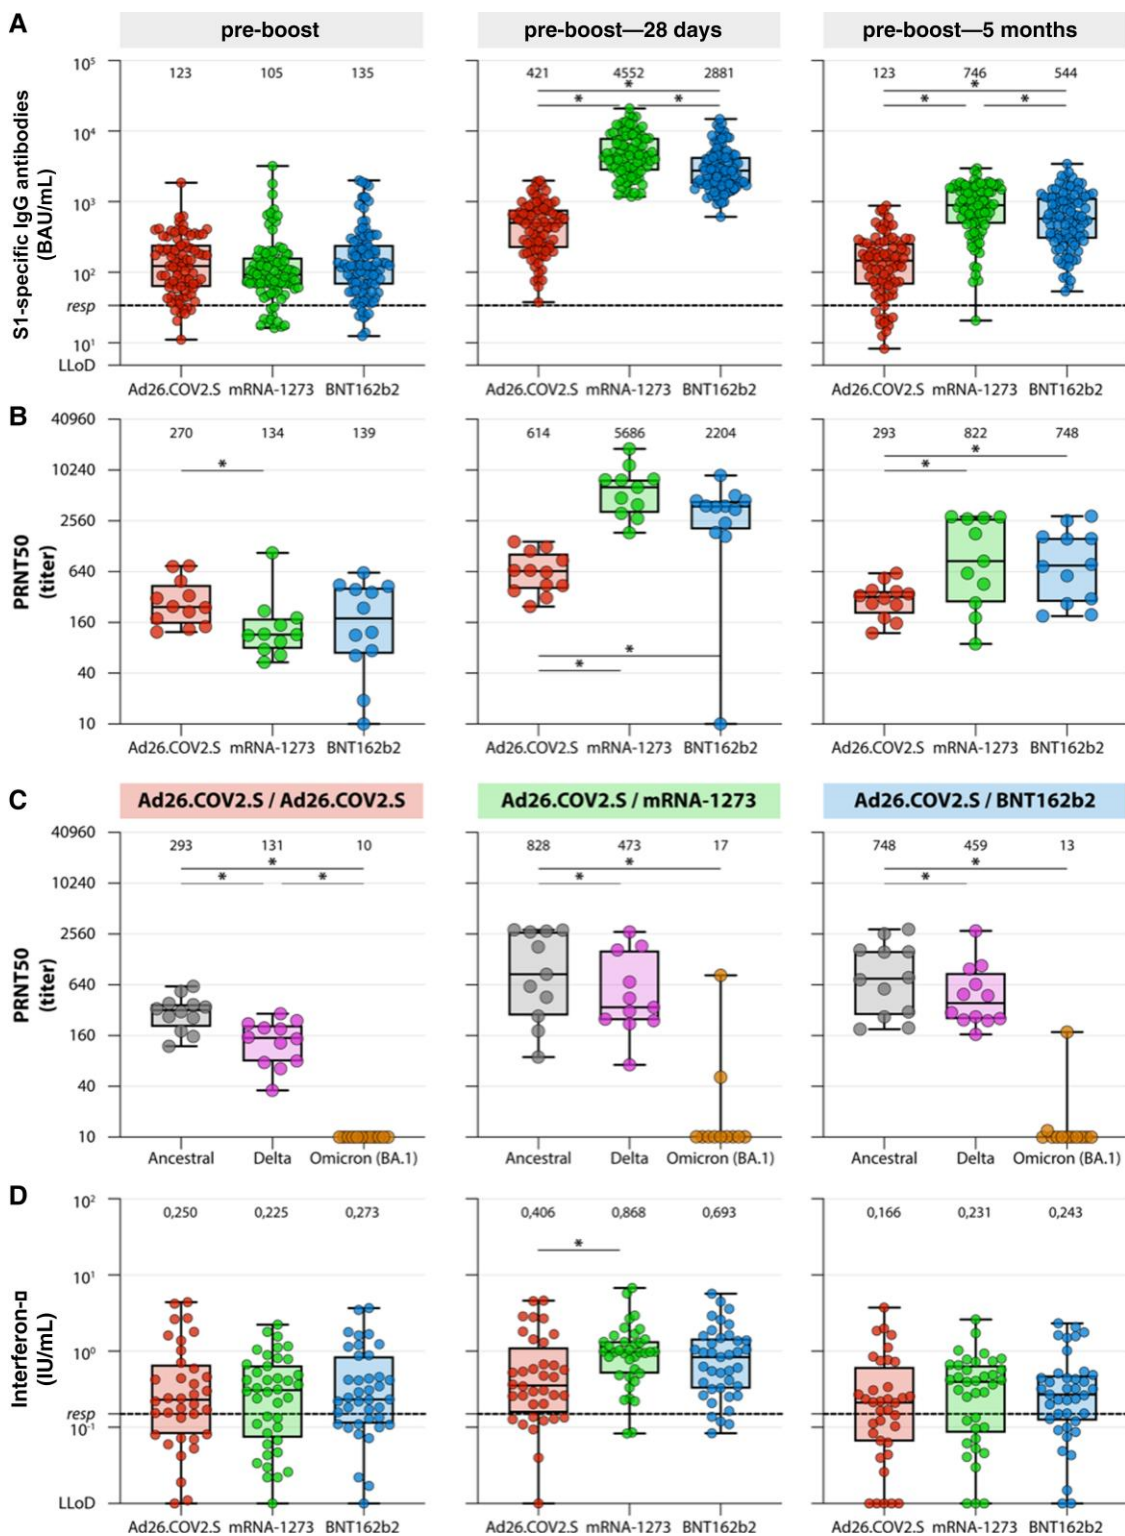 A
pre-boost
pre-boost—28 days
pre-boost—5 months
S1-specific IgG antibodies
(BAU/mL)
10⁵
10⁴
10³
10²
resp
10¹
LLoD
123 105 135
421 4552 2881
123 746 544
* * *
* * *
Ad26.COV2.S mRNA-1273 BNT162b2
Ad26.COV2.S mRNA-1273 BNT162b2
Ad26.COV2.S mRNA-1273 BNT162b2
B
PRNT50
(titer)
40960
10240
2560
640
160
40
10
270 134 139
614 5686 2204
293 822 748
*
* *
* *
Ad26.COV2.S mRNA-1273 BNT162b2
Ad26.COV2.S mRNA-1273 BNT162b2
Ad26.COV2.S mRNA-1273 BNT162b2
C
Ad26.COV2.S / Ad26.COV2.S
Ad26.COV2.S / mRNA-1273
Ad26.COV2.S / BNT162b2
PRNT50
(titer)
40960
10240
2560
640
160
40
10
293 131 10
828 473 17
748 459 13
* * *
* *
* *
Ancestral Delta Omicron (BA.1)
Ancestral Delta Omicron (BA.1)
Ancestral Delta Omicron (BA.1)
D
Interferon-▯
(IU/mL)
10²
10¹
10⁰
resp
10⁻¹
LLoD
0,250 0,225 0,273
0,406 0,868 0,693
0,166 0,231 0,243
*
Ad26.COV2.S mRNA-1273 BNT162b2
Ad26.COV2.S mRNA-1273 BNT162b2
Ad26.COV2.S mRNA-1273 BNT162b2